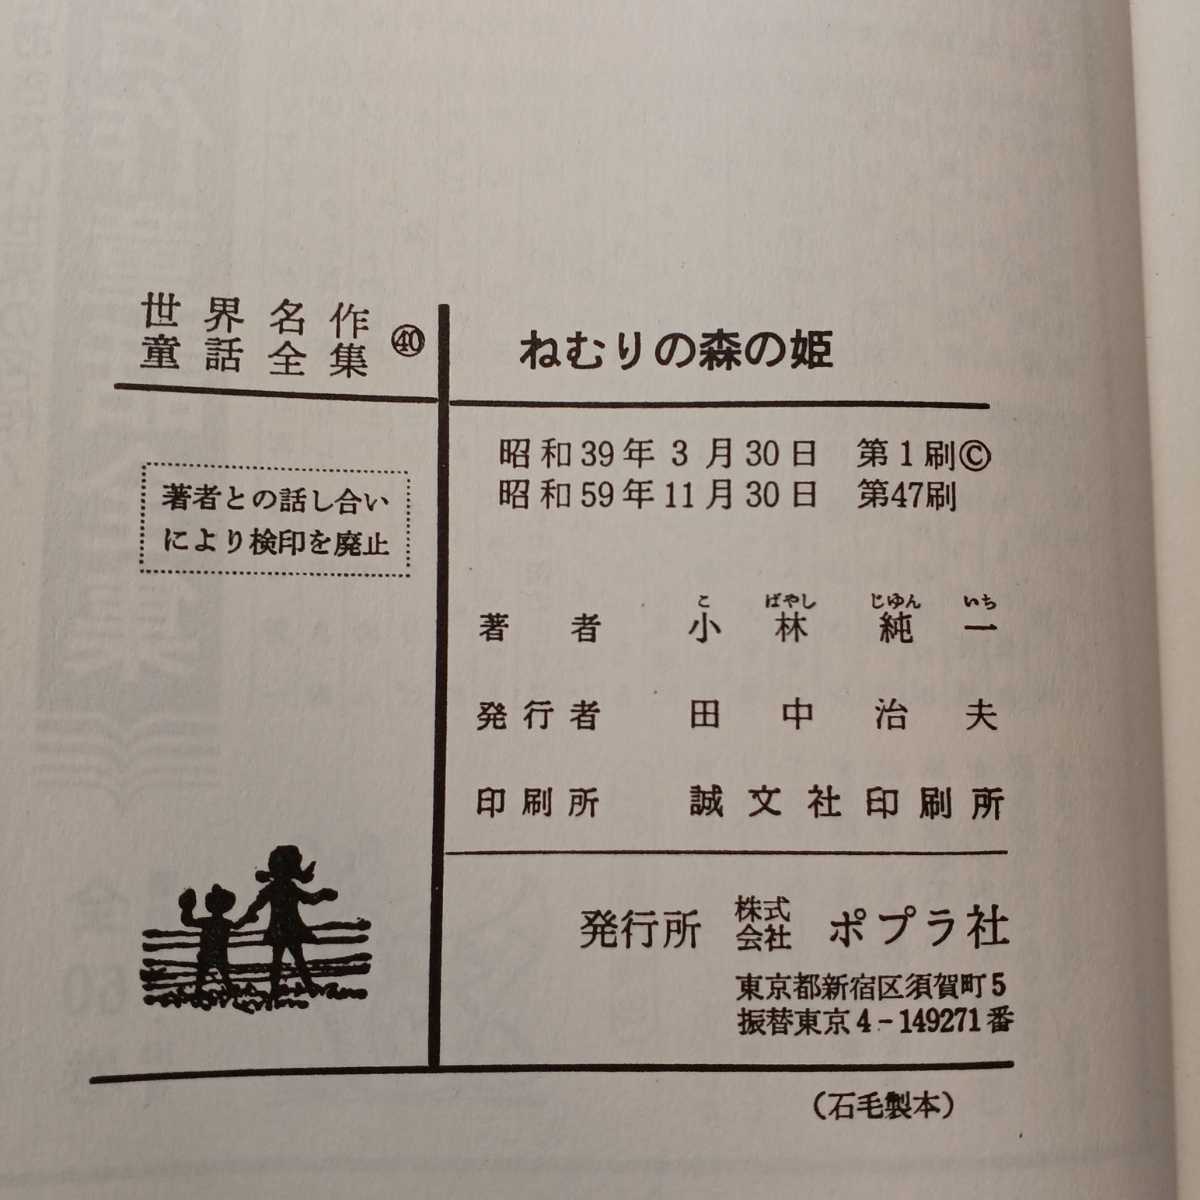 世界名作
童話全集
㊵
ねむりの森の姫
昭和39年3月30日 第1刷©
昭和59年11月30日 第47刷
著者との話し合い
により検印を廃止
こ ばやし じゆん いち
著者 小林純一
発行者 田中治夫
印刷所 誠文社印刷所
発行所 株式会社 ポプラ社
東京都新宿区須賀町5
振替東京4-149271番
(石毛製本)